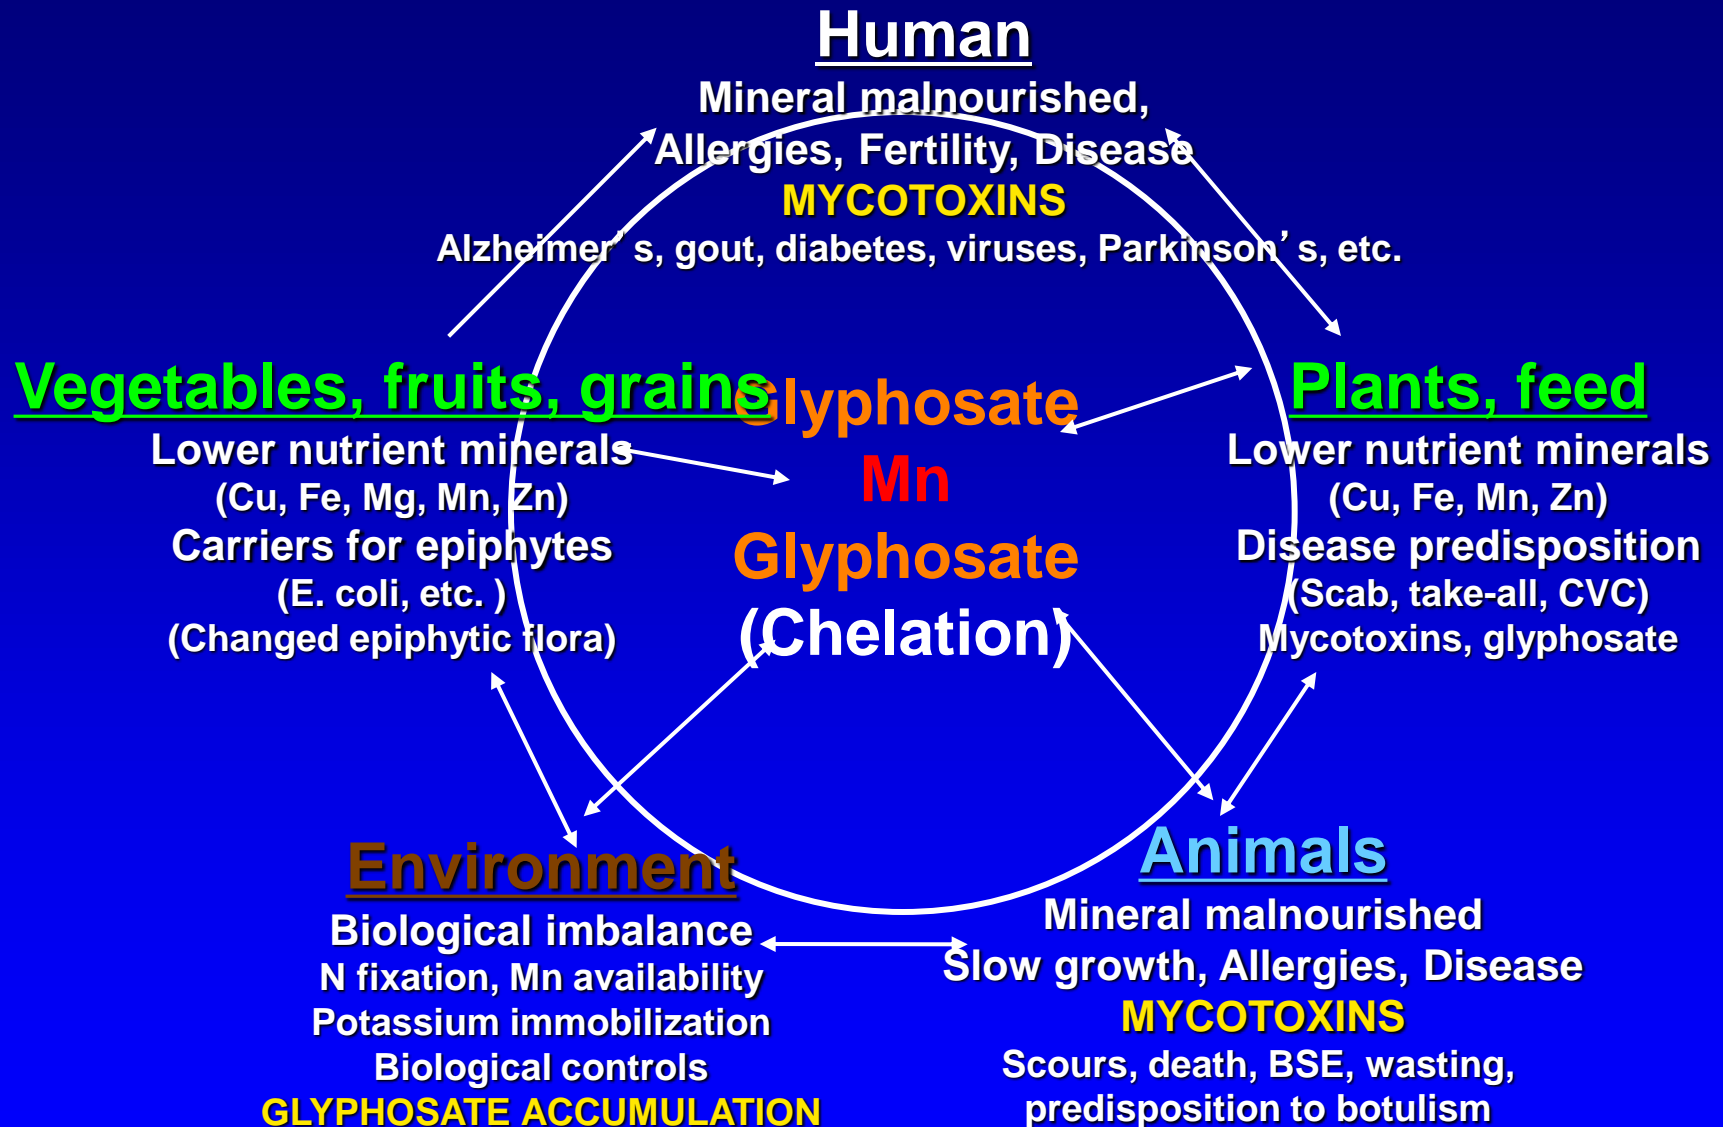 Human
Mineral malnourished,
Allergies, Fertility, Disease
MYCOTOXINS
Alzheimer's, gout, diabetes, viruses, Parkinson's, etc.
Vegetables, fruits, grains
Lower nutrient minerals
(Cu, Fe, Mg, Mn, Zn)
Carriers for epiphytes
(E. coli, etc. )
(Changed epiphytic flora)
Glyphosate
Mn
Glyphosate
(Chelation)
Plants, feed
Lower nutrient minerals
(Cu, Fe, Mn, Zn)
Disease predisposition
(Scab, take-all, CVC)
Mycotoxins, glyphosate
Environment
Biological imbalance
N fixation, Mn availability
Potassium immobilization
Biological controls
GLYPHOSATE ACCUMULATION
Animals
Mineral malnourished
Slow growth, Allergies, Disease
MYCOTOXINS
Scours, death, BSE, wasting,
predisposition to botulism